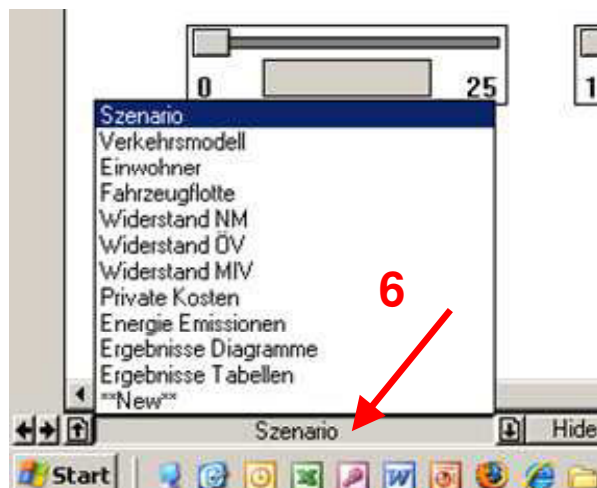 0 25 1
Szenario
Verkehrsmodell
Einwohner
Fahrzeugflotte
Widerstand NM
Widerstand ÖV
Widerstand MIV
Private Kosten
6
Energie Emissionen
Ergebnisse Diagramme
Ergebnisse Tabellen
**New**
Szenario Hide
Start